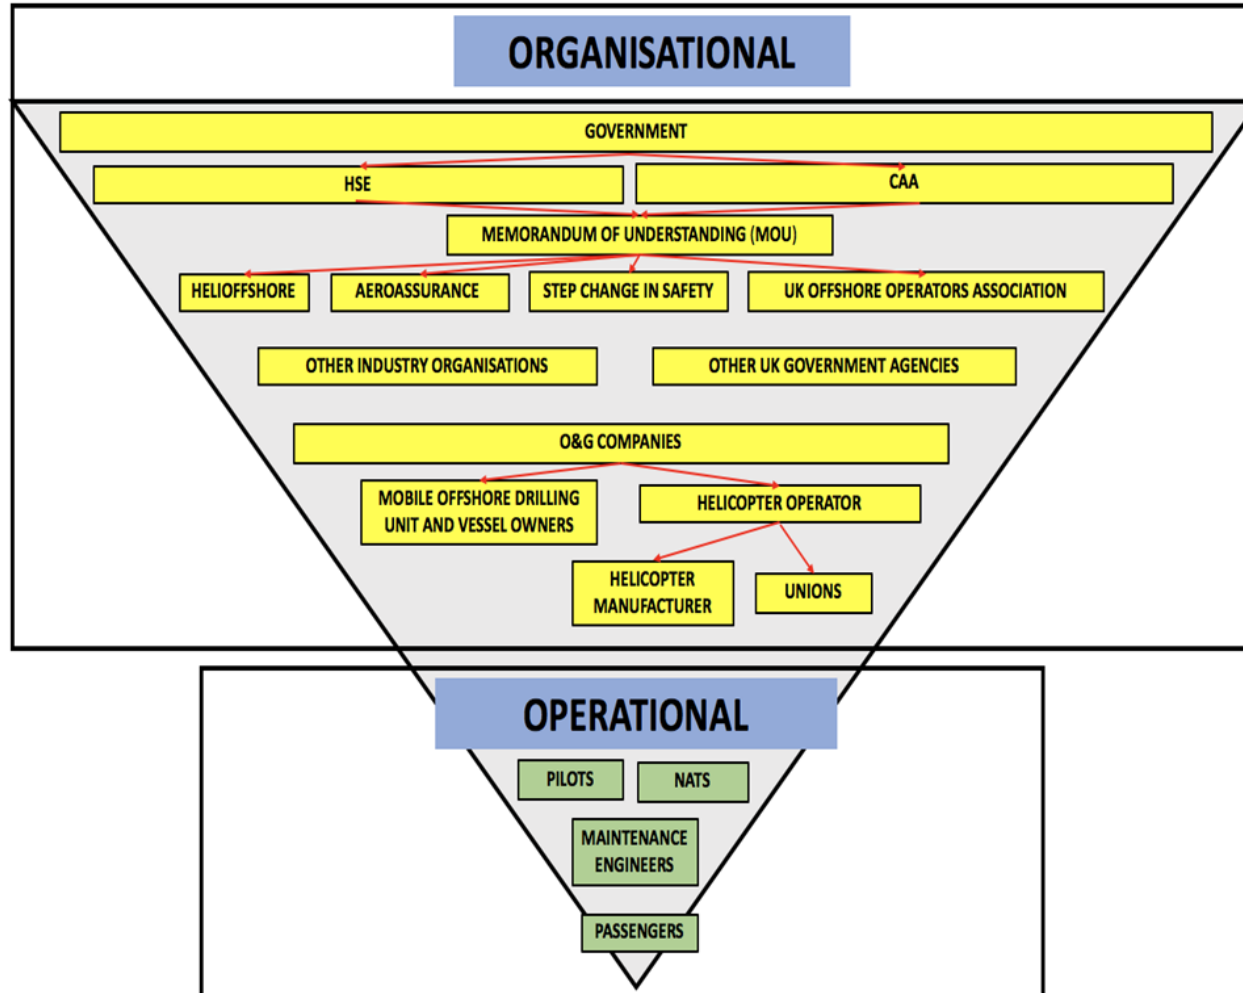 ORGANISATIONAL
GOVERNMENT
HSE
CAA
MEMORANDUM OF UNDERSTANDING (MOU)
HELIOFFSHORE
AEROASSURANCE
STEP CHANGE IN SAFETY
UK OFFSHORE OPERATORS ASSOCIATION
OTHER INDUSTRY ORGANISATIONS
OTHER UK GOVERNMENT AGENCIES
O&G COMPANIES
MOBILE OFFSHORE DRILLING
UNIT AND VESSEL OWNERS
HELICOPTER OPERATOR
HELICOPTER
MANUFACTURER
UNIONS
OPERATIONAL
PILOTS
NATS
MAINTENANCE
ENGINEERS
PASSENGERS